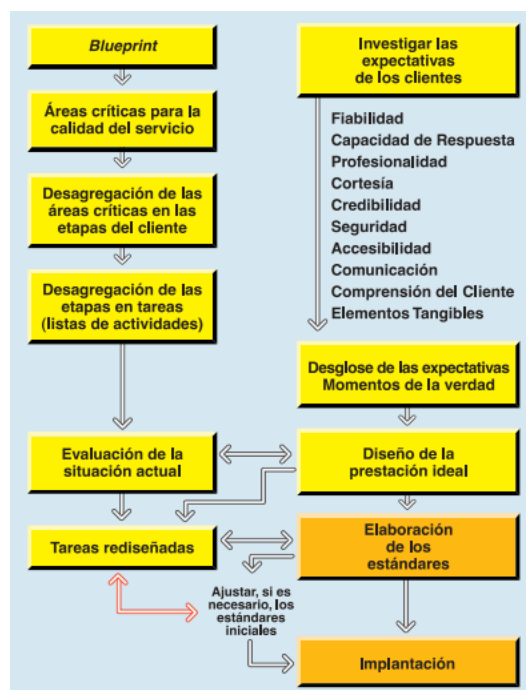 Blueprint
Áreas críticas para la
calidad del servicio
Desagregación de las
áreas críticas en las
etapas del cliente
Desagregación de las
etapas en tareas
(listas de actividades)
Evaluación de la
situación actual
Tareas rediseñadas
Investigar las
expectativas
de los clientes
Fiabilidad
Capacidad de Respuesta
Profesionalidad
Cortesía
Credibilidad
Seguridad
Accesibilidad
Comunicación
Comprensión del Cliente
Elementos Tangibles
Desglose de las expectativas
Momentos de la verdad
Diseño de la
prestación ideal
Elaboración
de los
estándares
Ajustar, si es
necesario, los
estándares
iniciales
Implantación